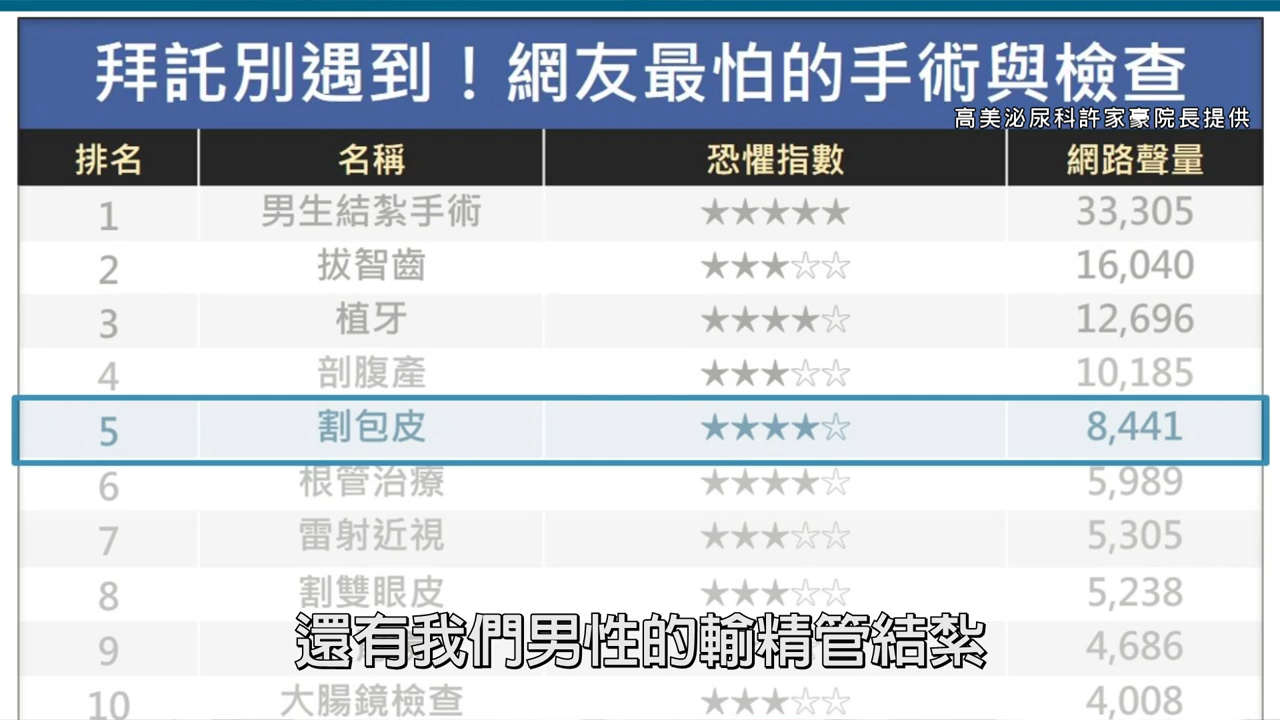 拜託別遇到！網友最怕的手術與檢查
高美泌尿科許家豪院長提供
排名 名稱 恐懼指數 網路聲量
1 男生結紮手術 ★★★★★ 33,305
2 拔智齒 ★★★☆☆ 16,040
3 植牙 ★★★★☆ 12,696
4 剖腹產 ★★★☆☆ 10,185
5 割包皮 ★★★★☆ 8,441
6 根管治療 ★★★★☆ 5,989
7 雷射近視 ★★★☆☆ 5,305
8 割雙眼皮 ★★★☆☆ 5,238
還有我們男性的輸精管結紮
9 4,686
10 大腸鏡檢查 ★★★☆☆ 4,008